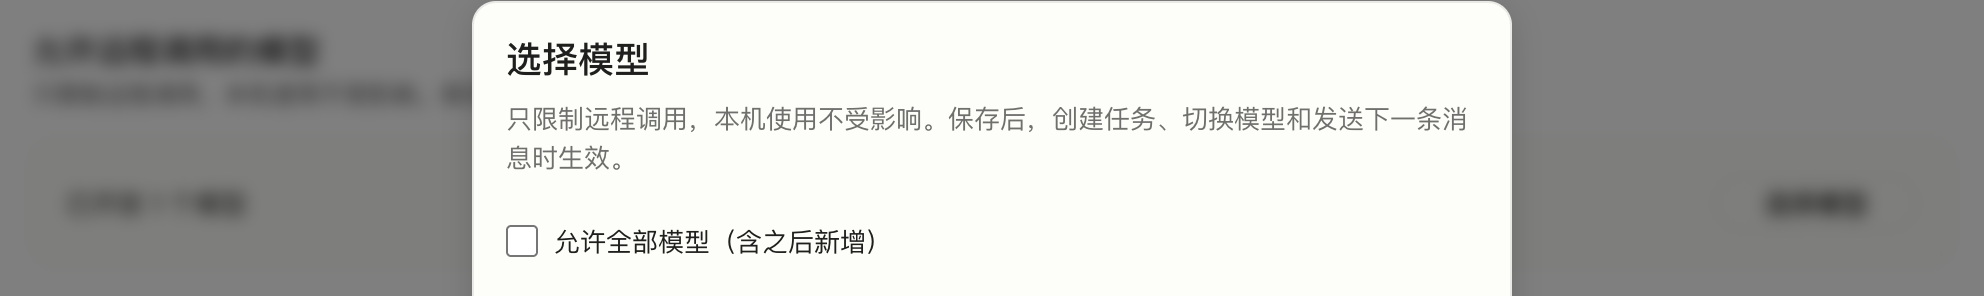 选择模型
只限制远程调用，本机使用不受影响。保存后，创建任务、切换模型和发送下一条消
息时生效。
允许全部模型（含之后新增）